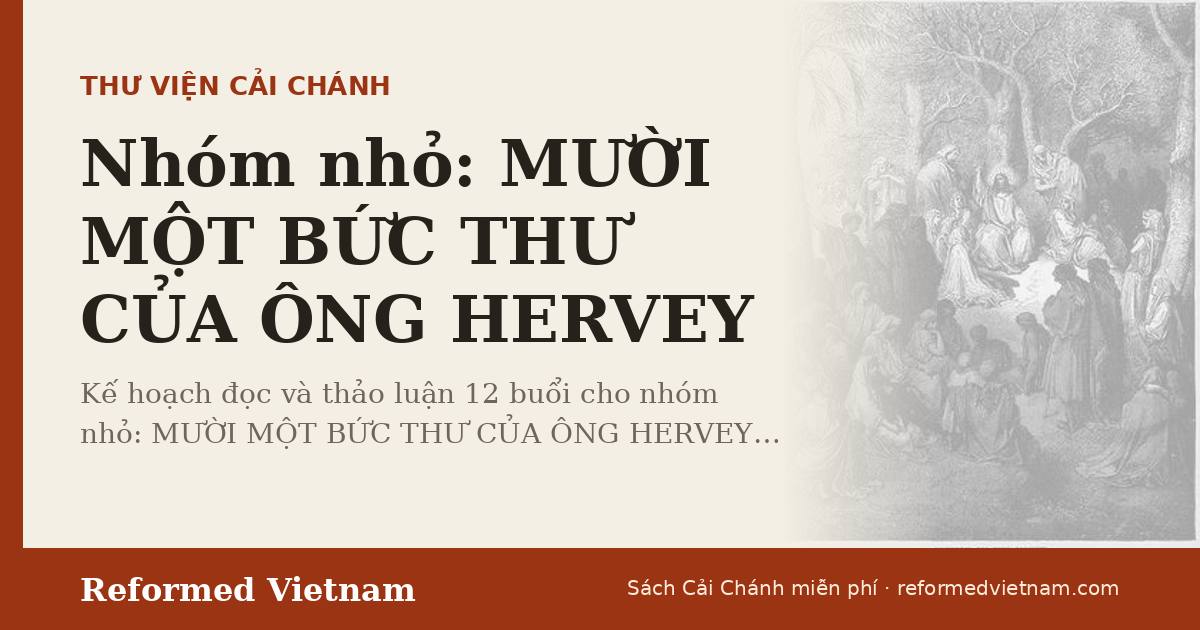 THƯ VIỆN CẢI CHÁNH
Nhóm nhỏ: MƯỜI
MỘT BỨC THƯ
CỦA ÔNG HERVEY
Kế hoạch đọc và thảo luận 12 buổi cho nhóm
nhỏ: MƯỜI MỘT BỨC THƯ CỦA ÔNG HERVEY…
Reformed Vietnam
Sách Cải Chánh miễn phí · reformedvietnam.com